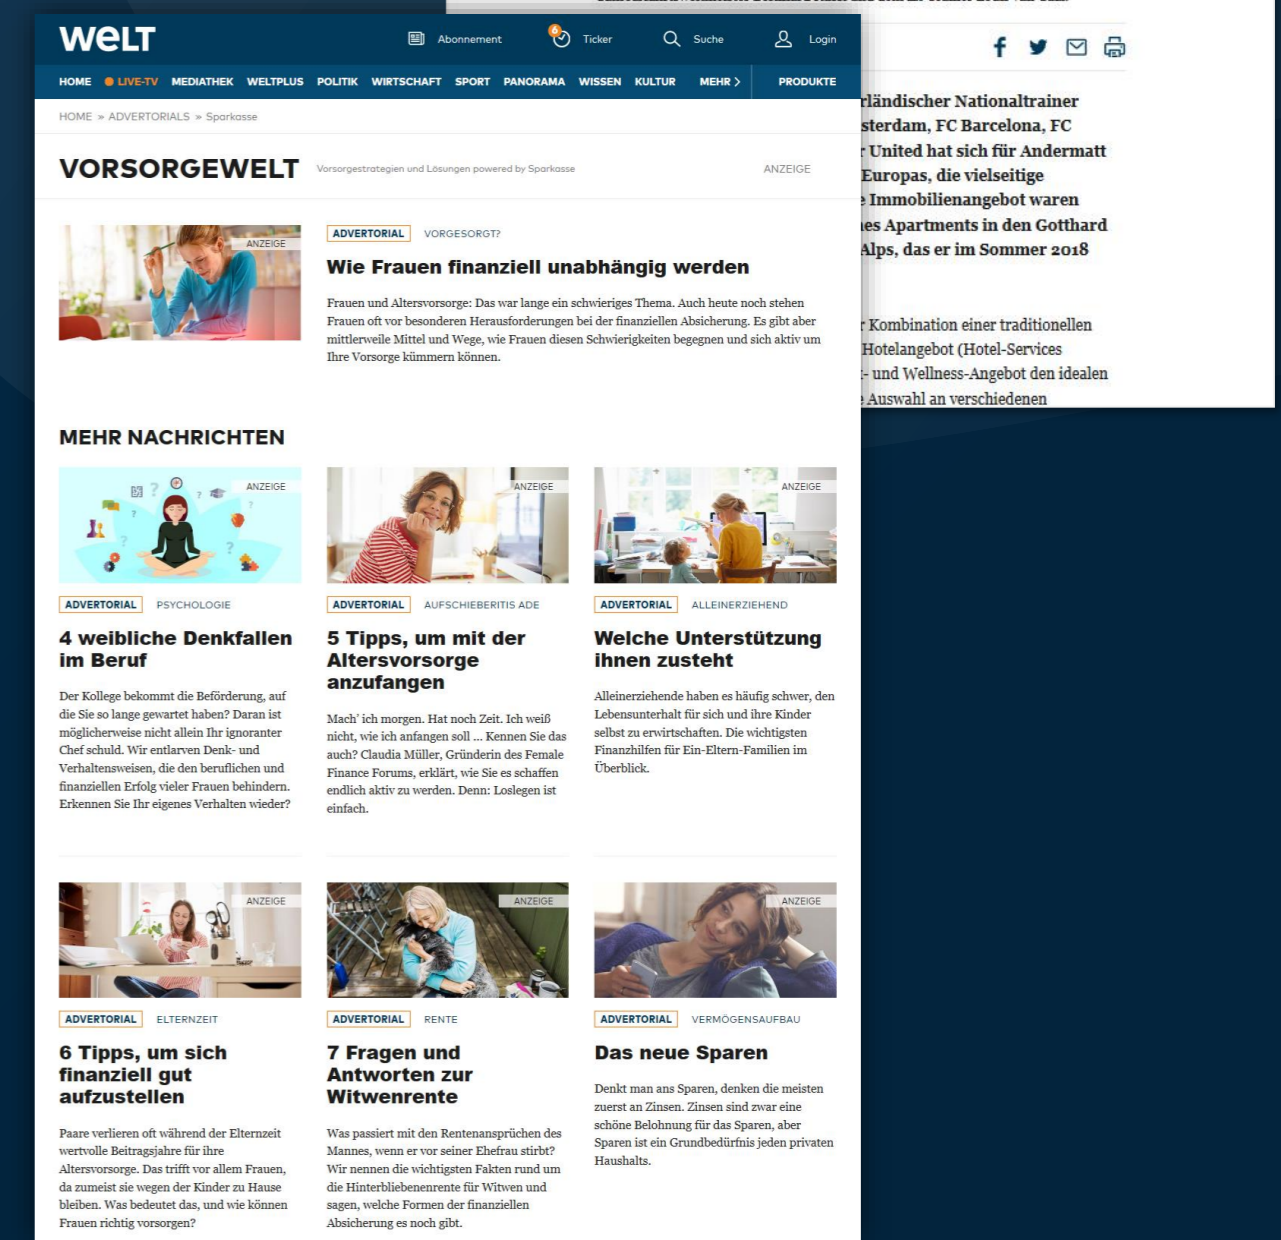 WELT
Abonnement
6
Ticker
Suche
Login
HOME LIVE-TV MEDIATHEK WELTPLUS POLITIK WIRTSCHAFT SPORT PANORAMA WISSEN KULTUR MEHR > PRODUKTE
HOME » ADVERTORIALS » Sparkasse
VORSORGEWELT
Vorsorgestrategien und Lösungen powered by Sparkasse
ANZEIGE
ANZEIGE
ADVERTORIAL VORGESORGT?
Wie Frauen finanziell unabhängig werden
Frauen und Altersvorsorge: Das war lange ein schwieriges Thema. Auch heute noch stehen
Frauen oft vor besonderen Herausforderungen bei der finanziellen Absicherung. Es gibt aber
mittlerweile Mittel und Wege, wie Frauen diesen Schwierigkeiten begegnen und sich aktiv um
Ihre Vorsorge kümmern können.
MEHR NACHRICHTEN
ANZEIGE
ADVERTORIAL PSYCHOLOGIE
4 weibliche Denkfallen
im Beruf
Der Kollege bekommt die Beförderung, auf
die Sie so lange gewartet haben? Daran ist
möglicherweise nicht allein Ihr ignoranter
Chef schuld. Wir entlarven Denk- und
Verhaltensweisen, die den beruflichen und
finanziellen Erfolg vieler Frauen behindern.
Erkennen Sie Ihr eigenes Verhalten wieder?
ANZEIGE
ADVERTORIAL AUFSCHIEBERITIS ADE
5 Tipps, um mit der
Altersvorsorge
anzufangen
Mach' ich morgen. Hat noch Zeit. Ich weiß
nicht, wie ich anfangen soll ... Kennen Sie das
auch? Claudia Müller, Gründerin des Female
Finance Forums, erklärt, wie Sie es schaffen
endlich aktiv zu werden. Denn: Loslegen ist
einfach.
ANZEIGE
ADVERTORIAL ALLEINERZIEHEND
Welche Unterstützung
ihnen zusteht
Alleinerziehende haben es häufig schwer, den
Lebensunterhalt für sich und ihre Kinder
selbst zu erwirtschaften. Die wichtigsten
Finanzhilfen für Ein-Eltern-Familien im
Überblick.
ANZEIGE
ADVERTORIAL ELTERNZEIT
6 Tipps, um sich
finanziell gut
aufzustellen
Paare verlieren oft während der Elternzeit
wertvolle Beitragsjahre für ihre
Altersvorsorge. Das trifft vor allem Frauen,
da zumeist sie wegen der Kinder zu Hause
bleiben. Was bedeutet das, und wie können
Frauen richtig vorsorgen?
ANZEIGE
ADVERTORIAL RENTE
7 Fragen und
Antworten zur
Witwenrente
Was passiert mit den Rentenansprüchen des
Mannes, wenn er vor seiner Ehefrau stirbt?
Wir nennen die wichtigsten Fakten rund um
die Hinterbliebenenrente für Witwen und
sagen, welche Formen der finanziellen
Absicherung es noch gibt.
ANZEIGE
ADVERTORIAL VERMÖGENSAUFBAU
Das neue Sparen
Denkt man ans Sparen, denken die meisten
zuerst an Zinsen. Zinsen sind zwar eine
schöne Belohnung für das Sparen, aber
Sparen ist ein Grundbedürfnis jeden privaten
Haushalts.
rländischer Nationaltrainer
sterdam, FC Barcelona, FC
United hat sich für Andermatt
Europas, die vielseitige
Immobilienangebot waren
es Apartments in den Gotthard
Alps, das er im Sommer 2018
Kombination einer traditionellen
Hotelangebot (Hotel-Services
- und Wellness-Angebot den idealen
Auswahl an verschiedenen